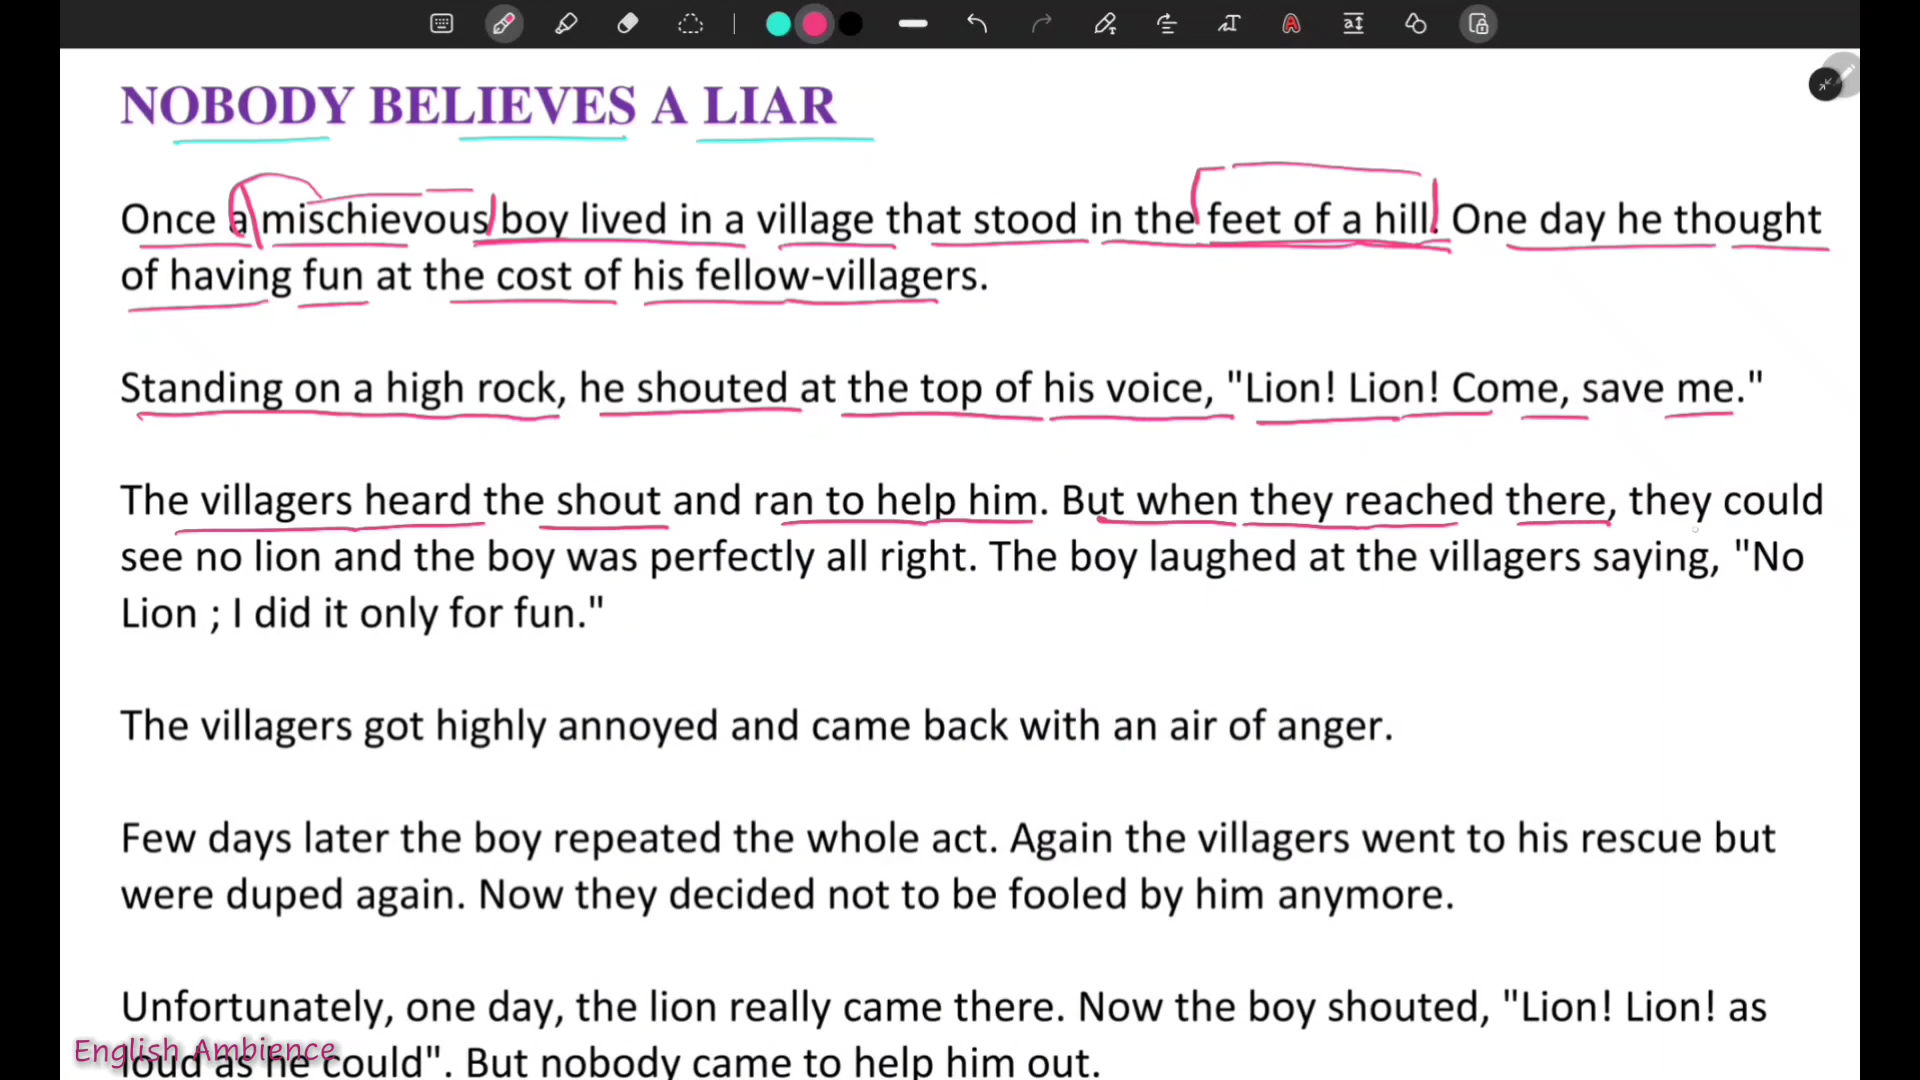 NOBODY BELIEVES A LIAR
Once a mischievous boy lived in a village that stood in the feet of a hill. One day he thought
of having fun at the cost of his fellow-villagers.
Standing on a high rock, he shouted at the top of his voice, "Lion! Lion! Come, save me."
The villagers heard the shout and ran to help him. But when they reached there, they could
see no lion and the boy was perfectly all right. The boy laughed at the villagers saying, "No
Lion ; I did it only for fun."
The villagers got highly annoyed and came back with an air of anger.
Few days later the boy repeated the whole act. Again the villagers went to his rescue but
were duped again. Now they decided not to be fooled by him anymore.
Unfortunately, one day, the lion really came there. Now the boy shouted, "Lion! Lion! as
loud as he could". But nobody came to help him out.
English Ambience